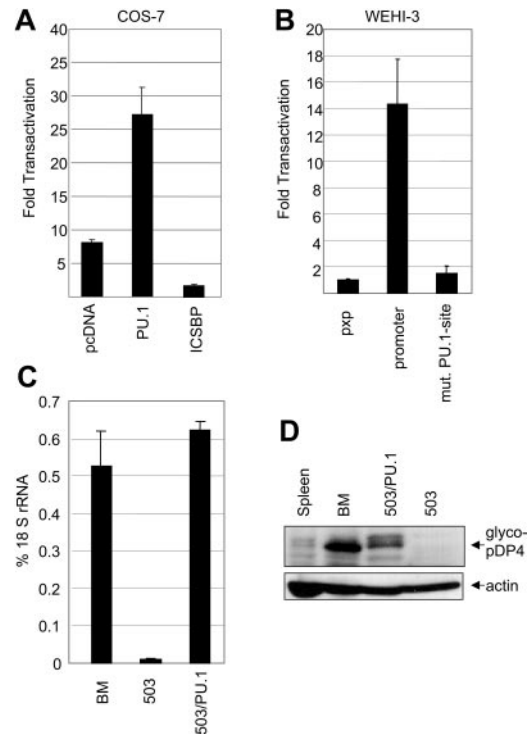 A
COS-7
Fold Transactivation
40
35
30
25
20
15
10
5
pcDNA
PU.1
ICSBP
B
WEHI-3
Fold Transactivation
20
18
16
14
12
10
8
6
4
2
pxp
promoter
mut. PU.1-site
C
% 18 S rRNA
0.7
0.6
0.5
0.4
0.3
0.2
0.1
0
BM
503
503/PU.1
D
Spleen
BM
503/PU.1
503
glyco-
pDP4
actin